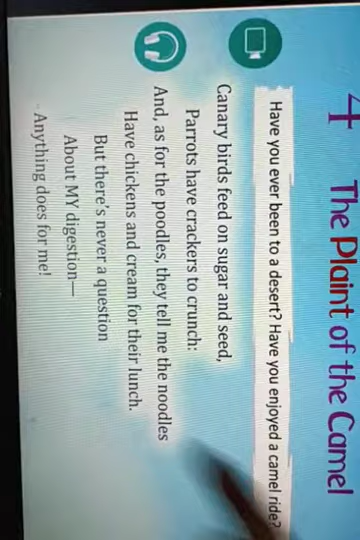 4 The Plaint of the Camel
Have you ever been to a desert? Have you enjoyed a camel ride?
Canary birds feed on sugar and seed,
Parrots have crackers to crunch:
And, as for the poodles, they tell me the noodles
Have chickens and cream for their lunch.
But there's never a question
About MY digestion—
Anything does for me!